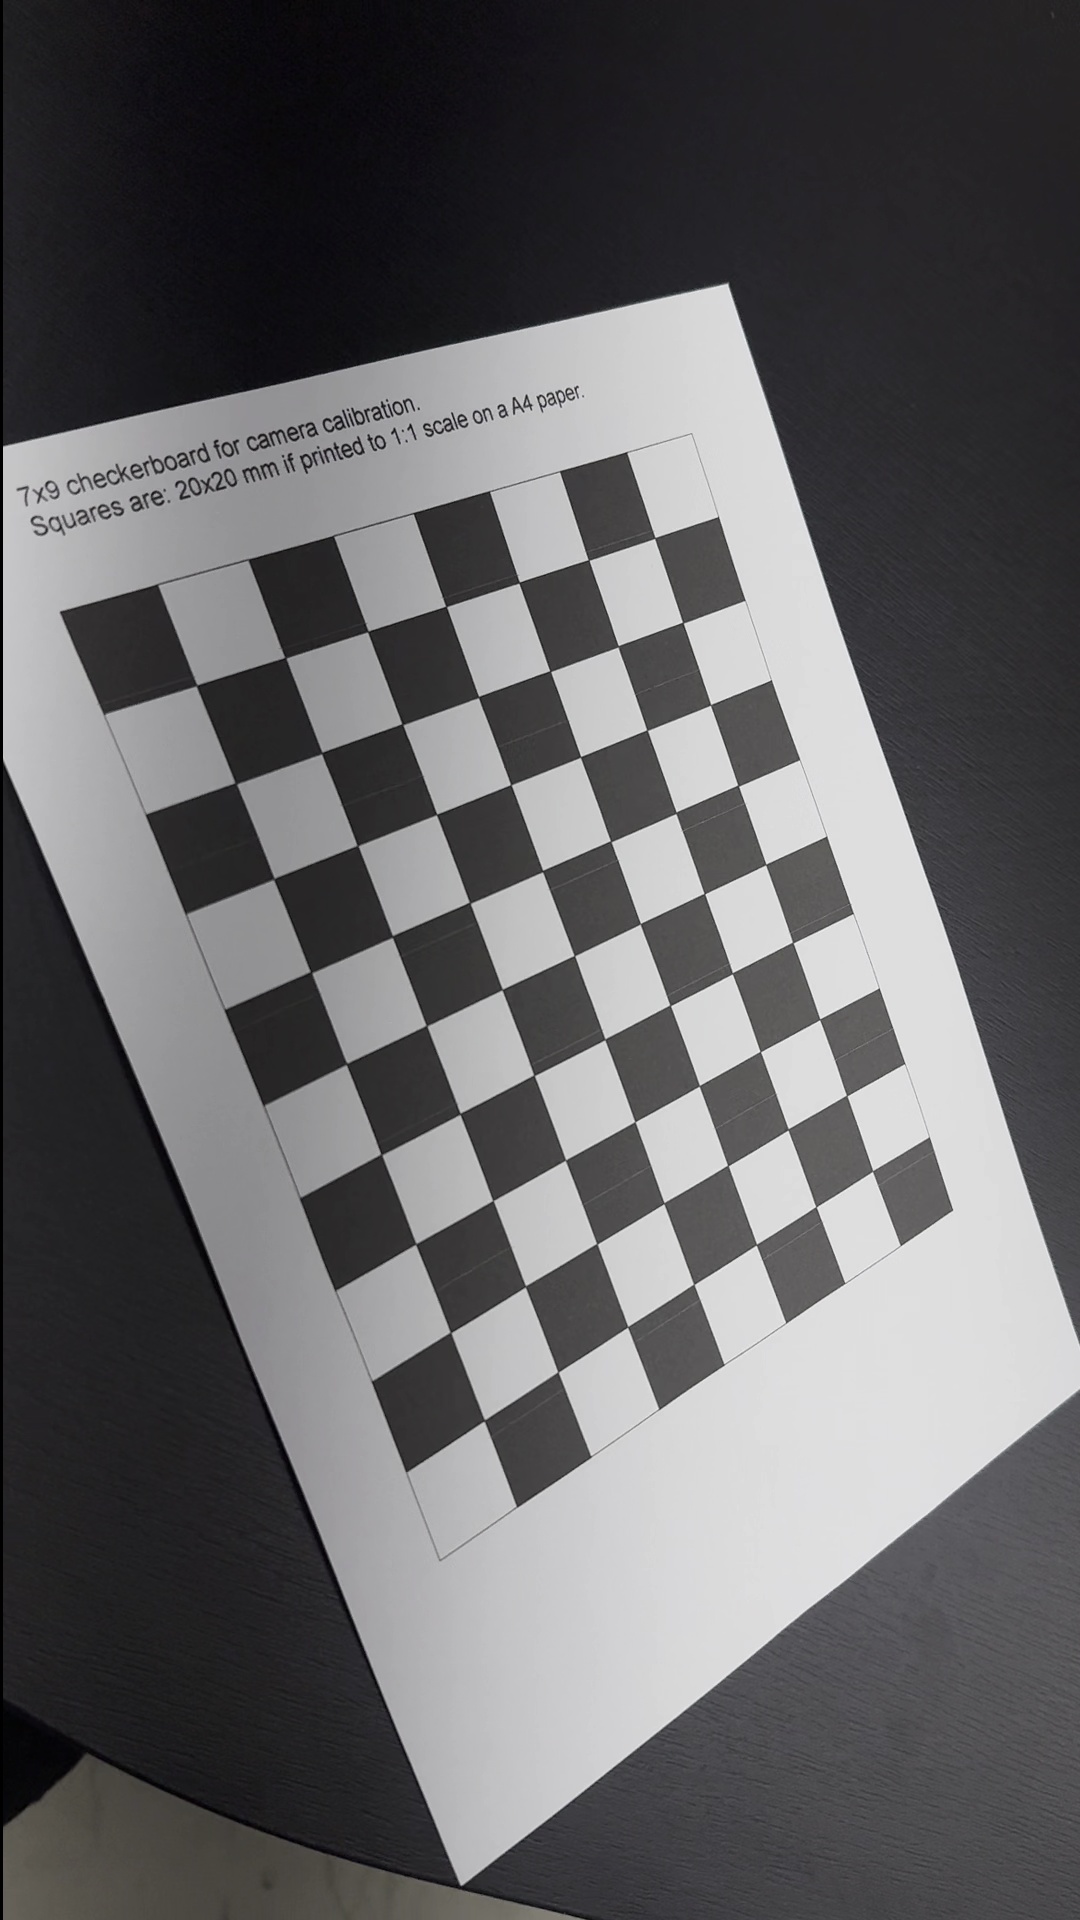 7x9 checkerboard for camera calibration.
Squares are: 20x20 mm if printed to 1:1 scale on a A4 paper.